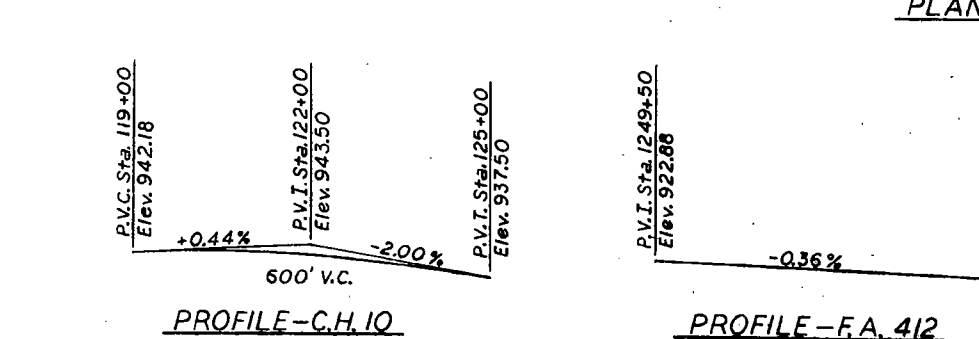 PLAN
P.V.C. Sta. 119+00
Elev. 942.18
P.V.I. Sta. 122+00
Elev. 943.50
P.V.T. Sta. 125+00
Elev. 937.50
+0.44%
-2.00%
600' V.C.
PROFILE-C.H. 10
P.V.I. Sta. 1249+50
Elev. 922.88
-0.36%
PROFILE-F.A. 412